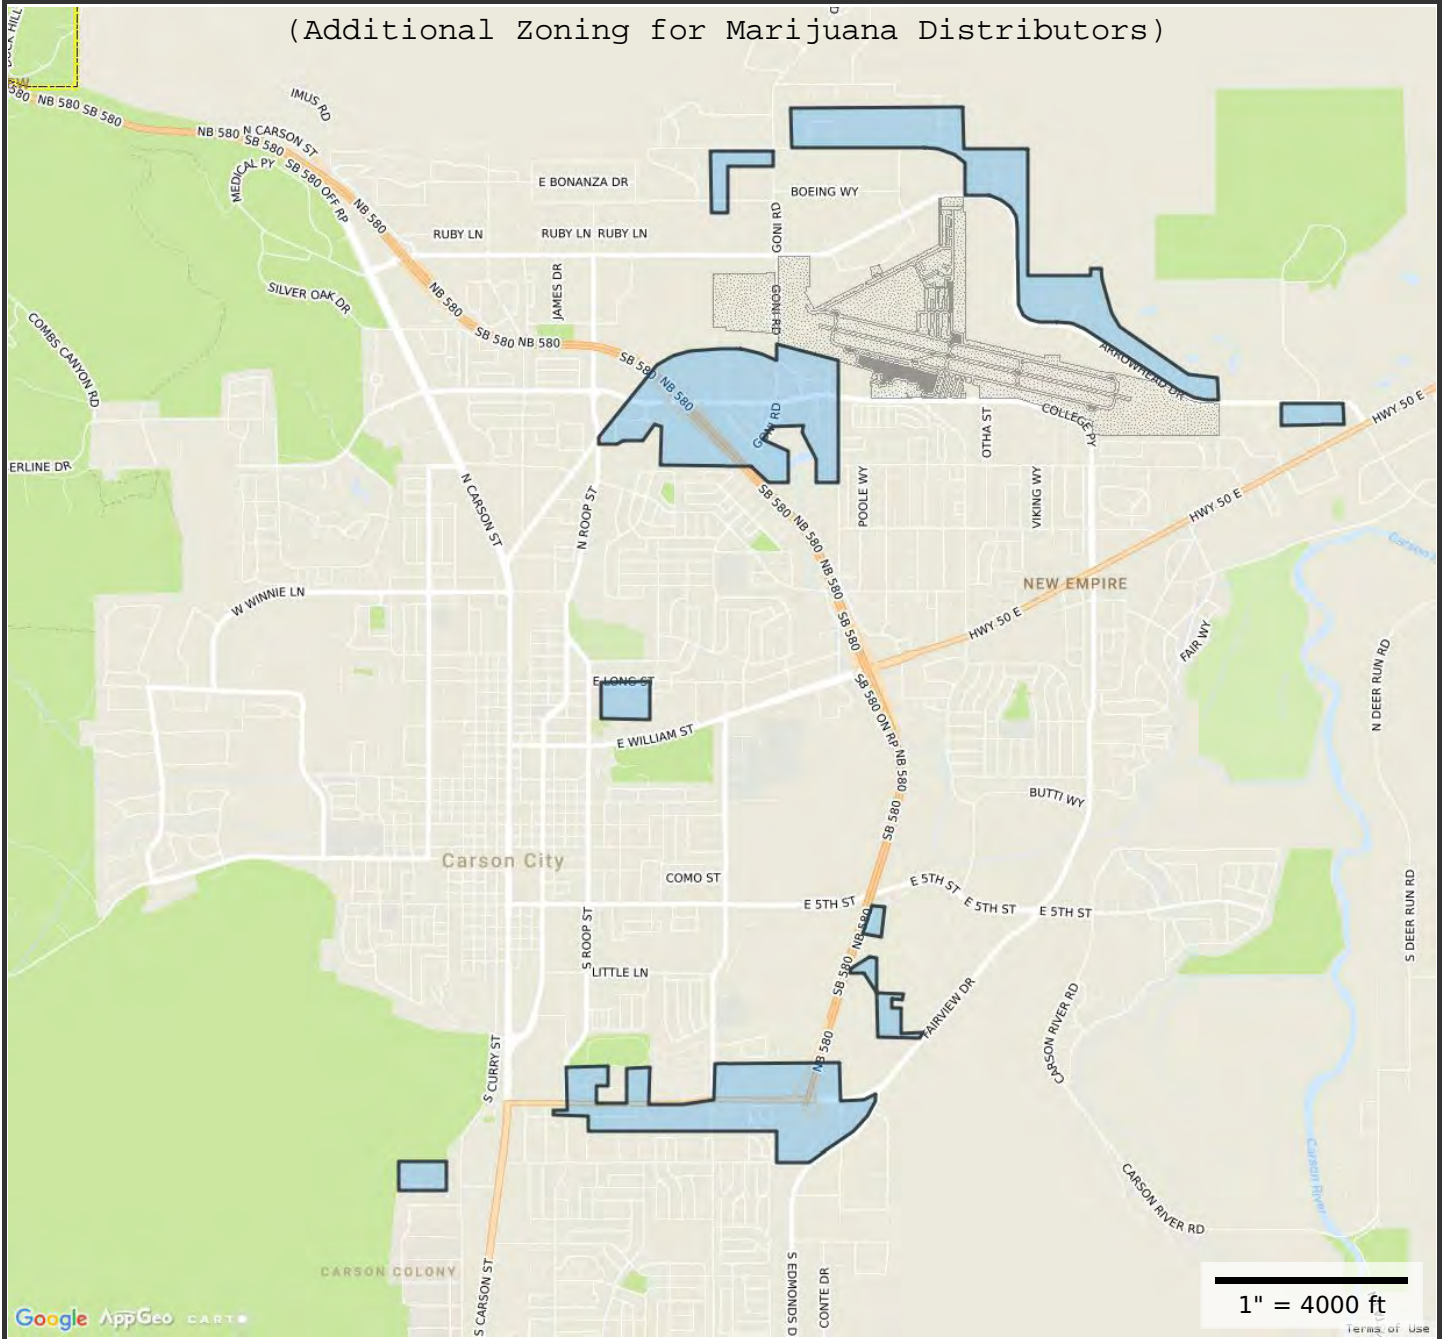 (Additional Zoning for Marijuana Distributors)
IMUS RD
580
NB 580 SB 580
NB 580
N CARSON ST
SB 580
SB 580 OFF RP
MEDICAL PY
NB 580
E BONANZA DR
BOEING WY
GONI RD
RUBY LN
RUBY LN RUBY LN
JAMES DR
SILVER OAK DR
NB 580
GONI RD
COMBS CANYON RD
SB 580 NB 580
SB 580
NB 580
ARROWHEAD DR
GONI RD
COLLEGE PY
OTHA ST
HWY 50 E
ERLINE DR
N CARSON ST
N ROOP ST
SB 580
NB 580
POOLE WY
VIKING WY
HWY 50 E
NB 580
SB 580
NEW EMPIRE
HWY 50 E
FAIR WY
W WINNIE LN
N DEER RUN RD
E LONG ST
SB 580 ON RP
E WILLIAM ST
NB 580
SB 580
BUTTI WY
Carson City
COMO ST
E 5TH ST
E 5TH ST
E 5TH ST
E 5TH ST
S DEER RUN RD
NB 580
S ROOP ST
LITTLE LN
SB 580
FAIRVIEW DR
CARSON RIVER RD
NB 580
S CURRY ST
CARSON RIVER RD
Carson River
CARSON COLONY
S CARSON ST
S EDMONDS D
CONTE DR
1" = 4000 ft
Google AppGeo CARTO
Terms of Use